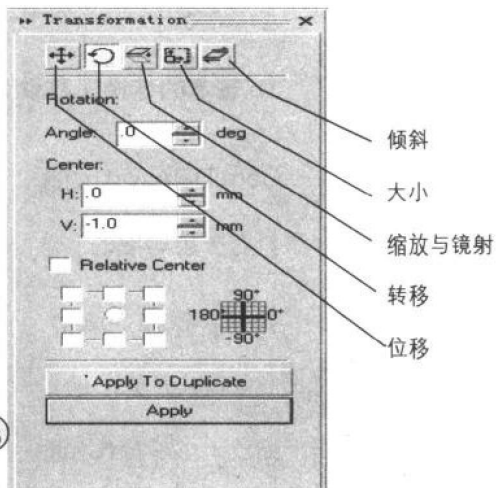 Transformation
Rotation:
Angle: .0 deg
Center:
H: .0 mm
V: -1.0 mm
Relative Center
90°
180 0°
-90°
Apply To Duplicate
Apply
倾斜
大小
缩放与镜射
转移
位移